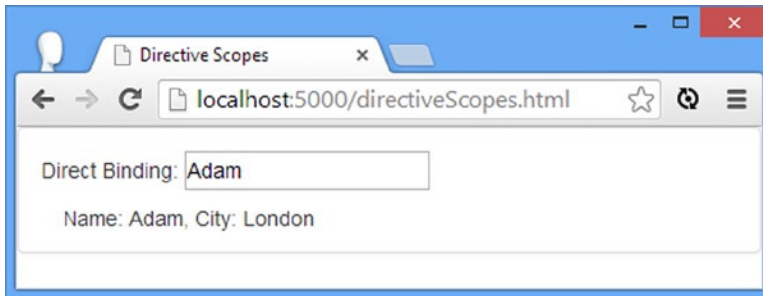 Directive Scopes
localhost:5000/directiveScopes.html
Direct Binding: Adam
Name: Adam, City: London